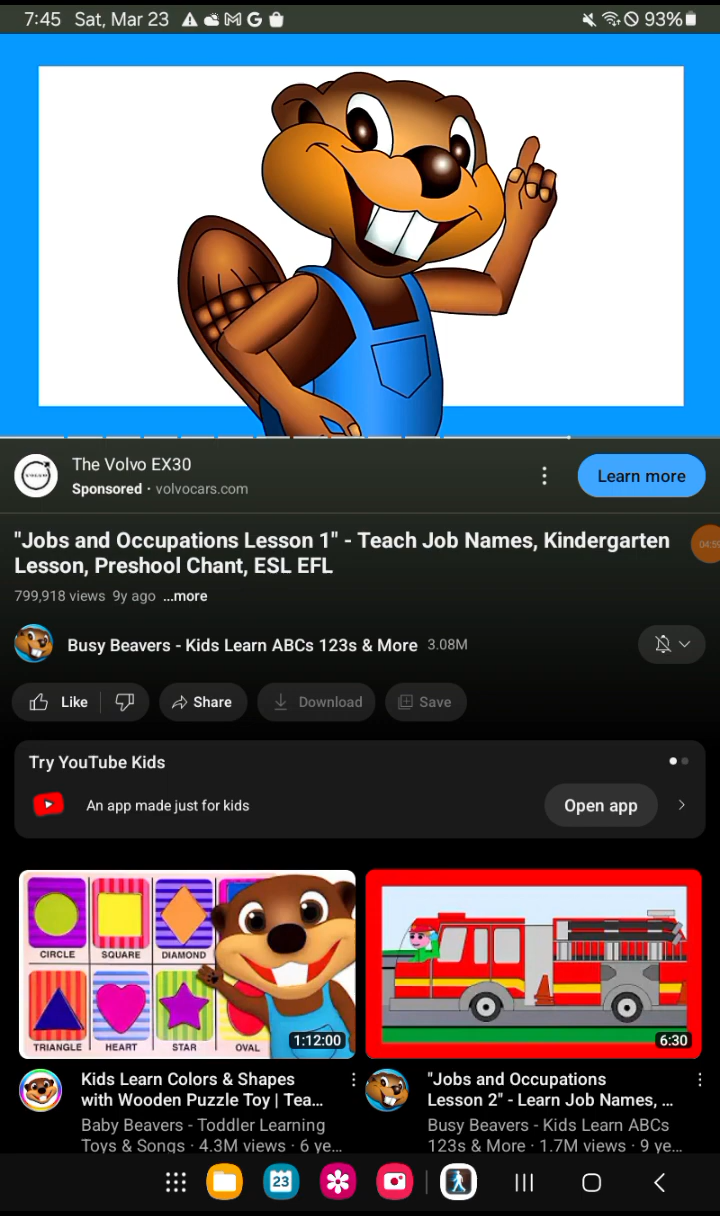 7:45 Sat, Mar 23
93%
The Volvo EX30
Sponsored · volvocars.com
Learn more
"Jobs and Occupations Lesson 1" - Teach Job Names, Kindergarten
Lesson, Preshool Chant, ESL EFL
04:59
799,918 views 9y ago ...more
Busy Beavers - Kids Learn ABCs 123s & More 3.08M
Like
Share
Download
Save
Try YouTube Kids
An app made just for kids
Open app
CIRCLE SQUARE DIAMOND
TRIANGLE HEART STAR OVAL
1:12:00
6:30
Kids Learn Colors & Shapes
with Wooden Puzzle Toy | Tea...
Baby Beavers - Toddler Learning
Toys & Songs · 4.3M views · 6 ye...
"Jobs and Occupations
Lesson 2" - Learn Job Names, ...
Busy Beavers - Kids Learn ABCs
123s & More · 1.7M views · 9 ye...
23